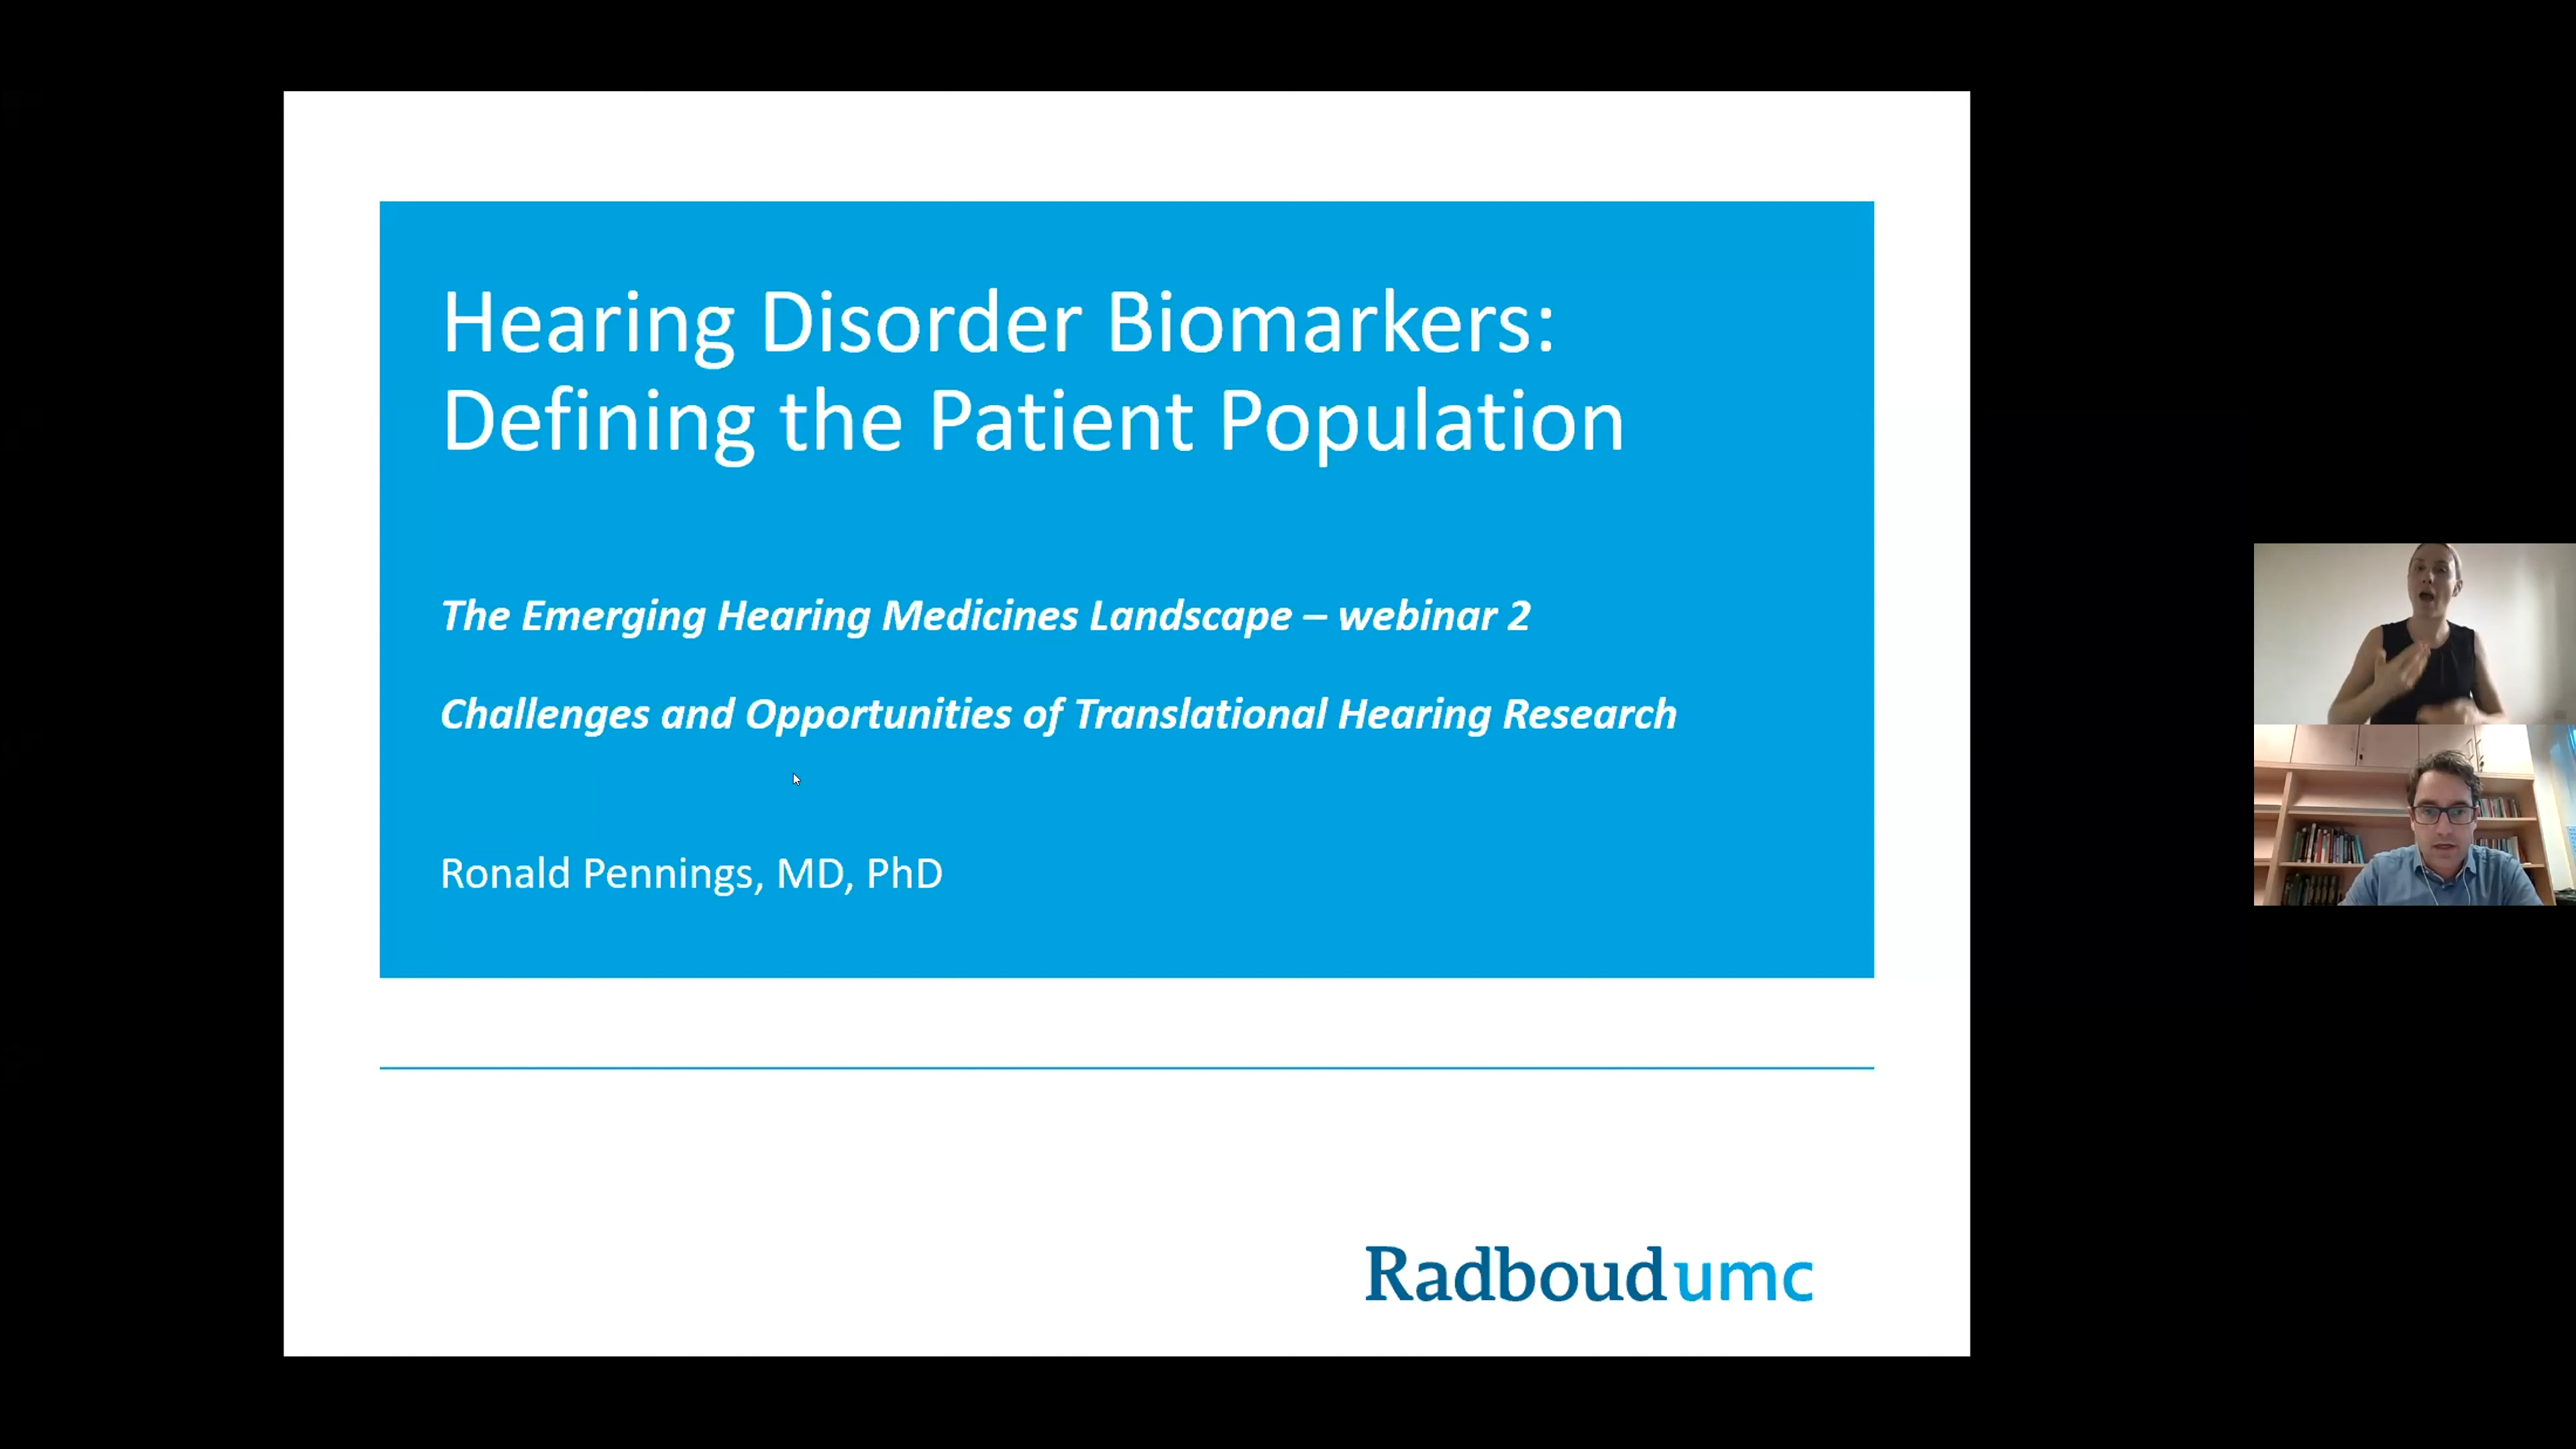 Hearing Disorder Biomarkers:
Defining the Patient Population
The Emerging Hearing Medicines Landscape – webinar 2
Challenges and Opportunities of Translational Hearing Research
Ronald Pennings, MD, PhD
Radboudumc